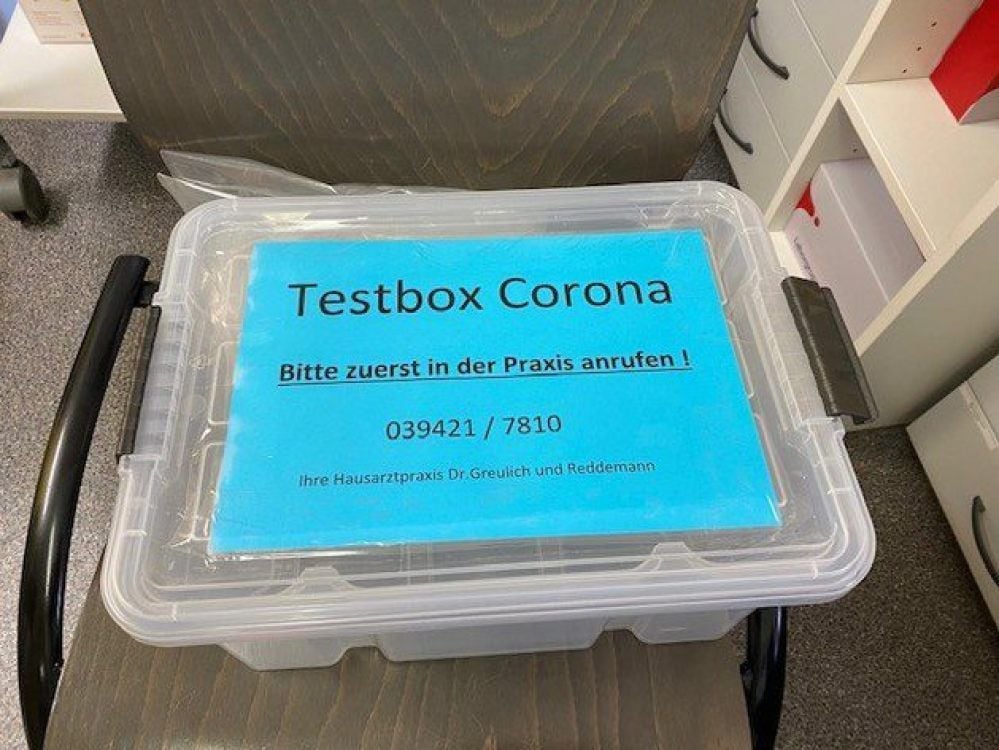 Testbox Corona
Bitte zuerst in der Praxis anrufen !
039421 / 7810
Ihre Hausarztpraxis Dr.Greulich und Reddemann